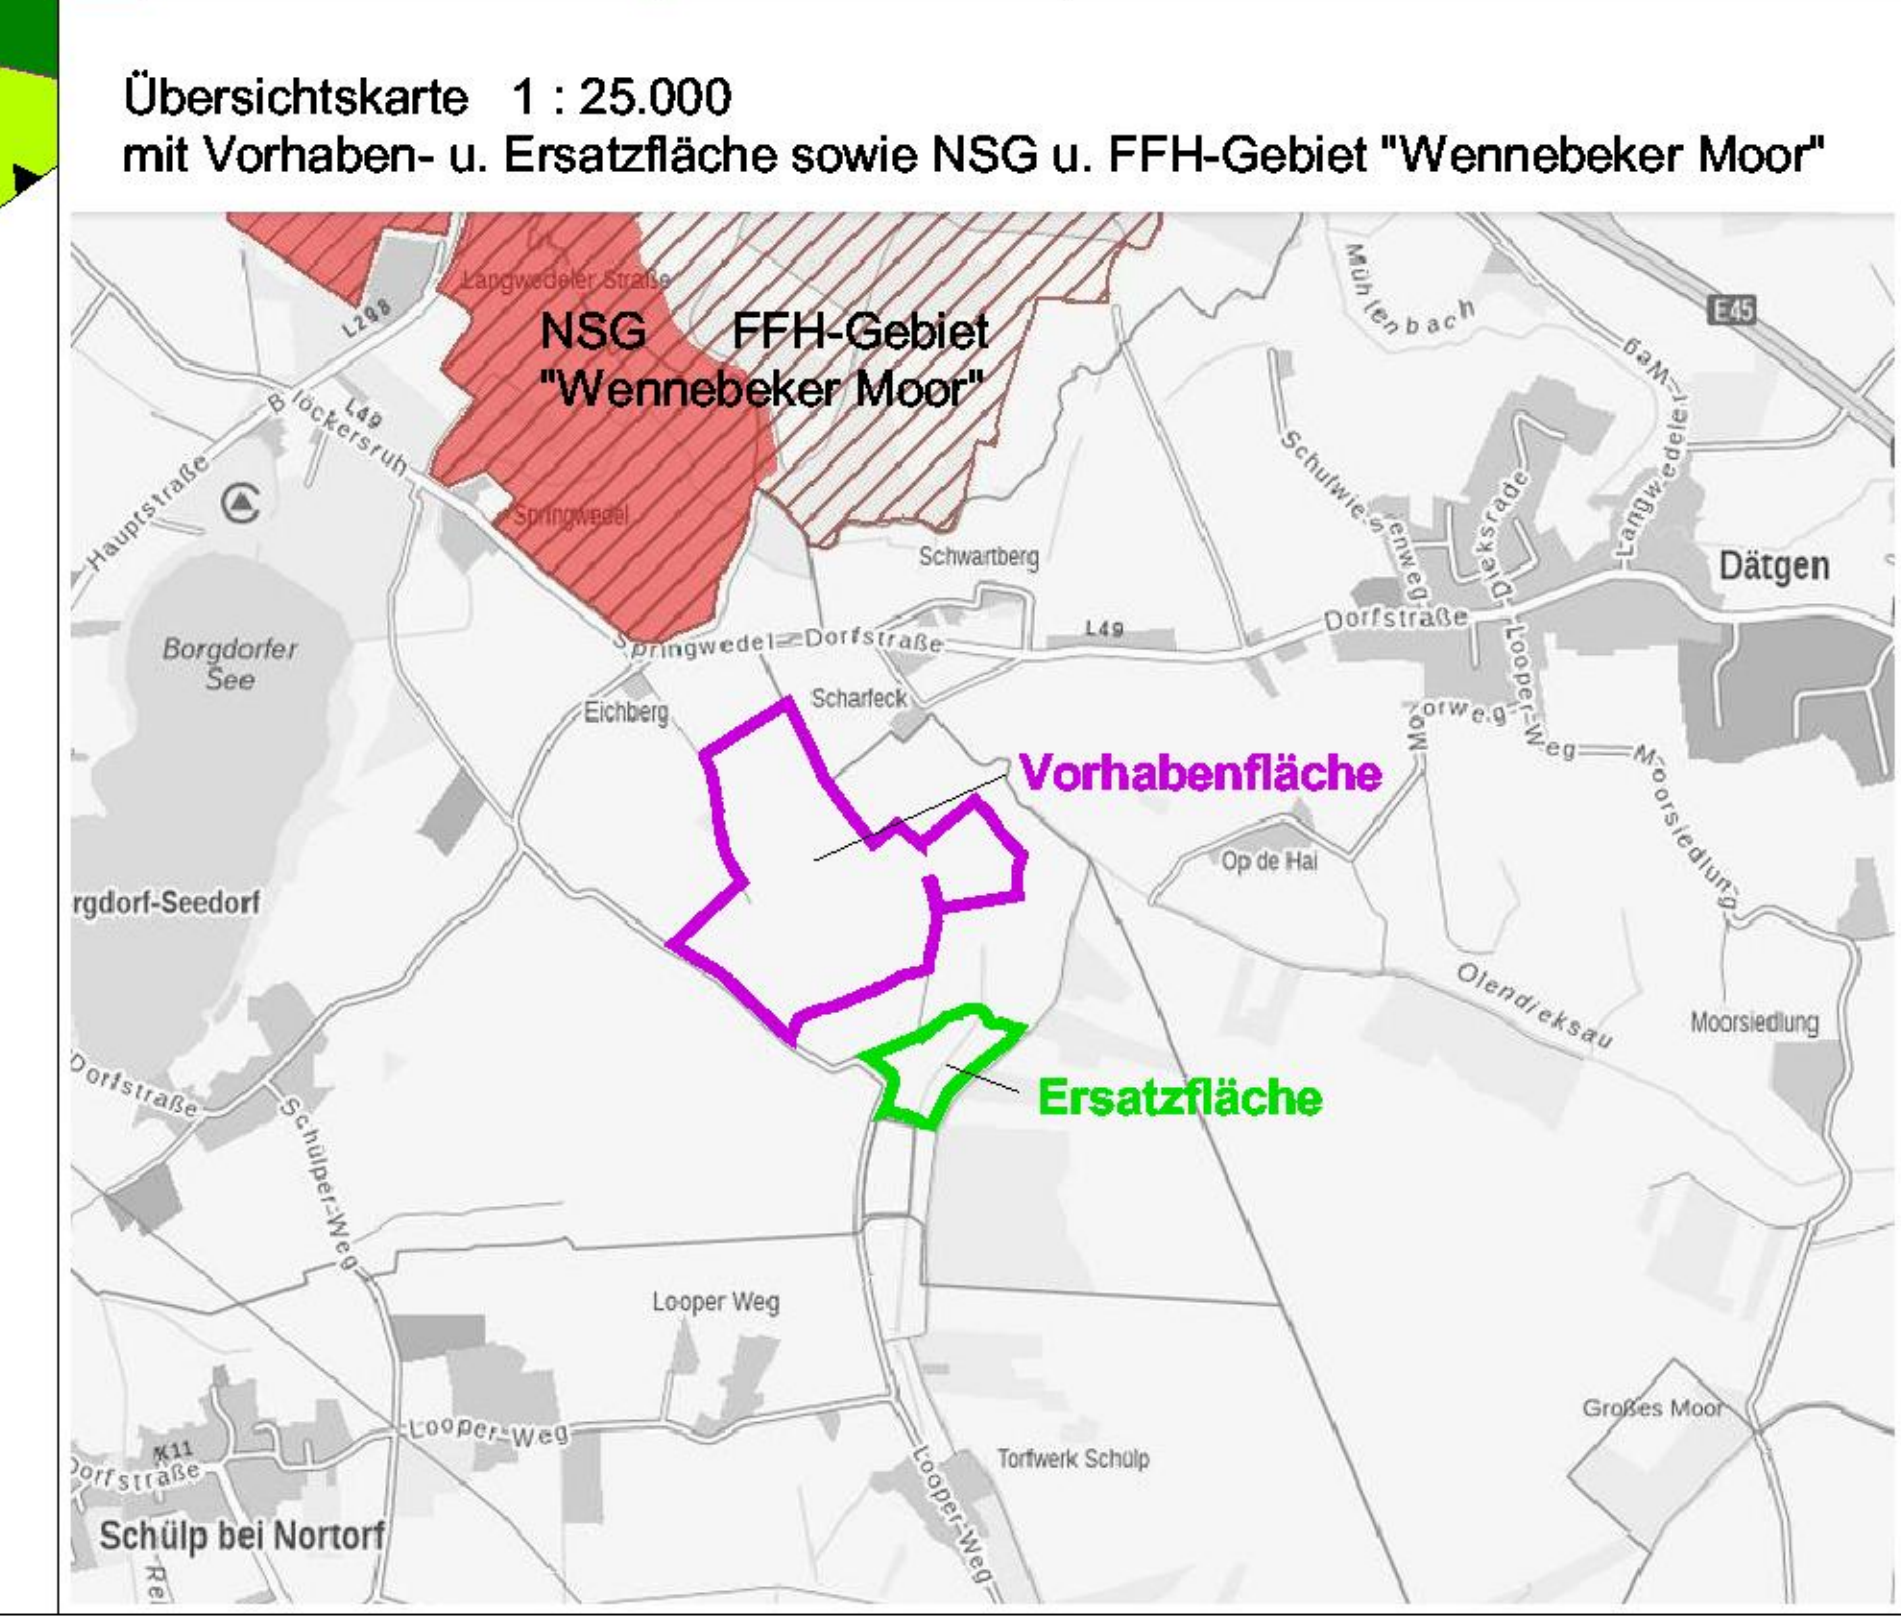 Übersichtskarte 1 : 25.000
mit Vorhaben- u. Ersatzfläche sowie NSG u. FFH-Gebiet "Wennebeker Moor"
Langwedeler Straße
L298
NSG FFH-Gebiet
"Wennebeker Moor"
Mühlenbach
E45
Langwedeler-Weg
Blöckersruh
L49
Hauptstraße
Springwedel
Schulwiesenweg
Dieksrade
Schwartberg
Dätgen
Borgdorfer
See
Springwedel-Dorfstraße
L49
Dorfstraße
Looper-Weg
Eichberg
Scharfeck
Moorweg
Vorhabenfläche
Moorsiedlung
Op de Hai
rgdorf-Seedorf
Olendieksau
Moorsiedlung
Dorfstraße
Ersatzfläche
Schülper-Weg
Looper Weg
Großes Moor
Looper-Weg
K11
Dorfstraße
Torfwerk Schülp
Looper-Weg
Schülp bei Nortorf
Rei